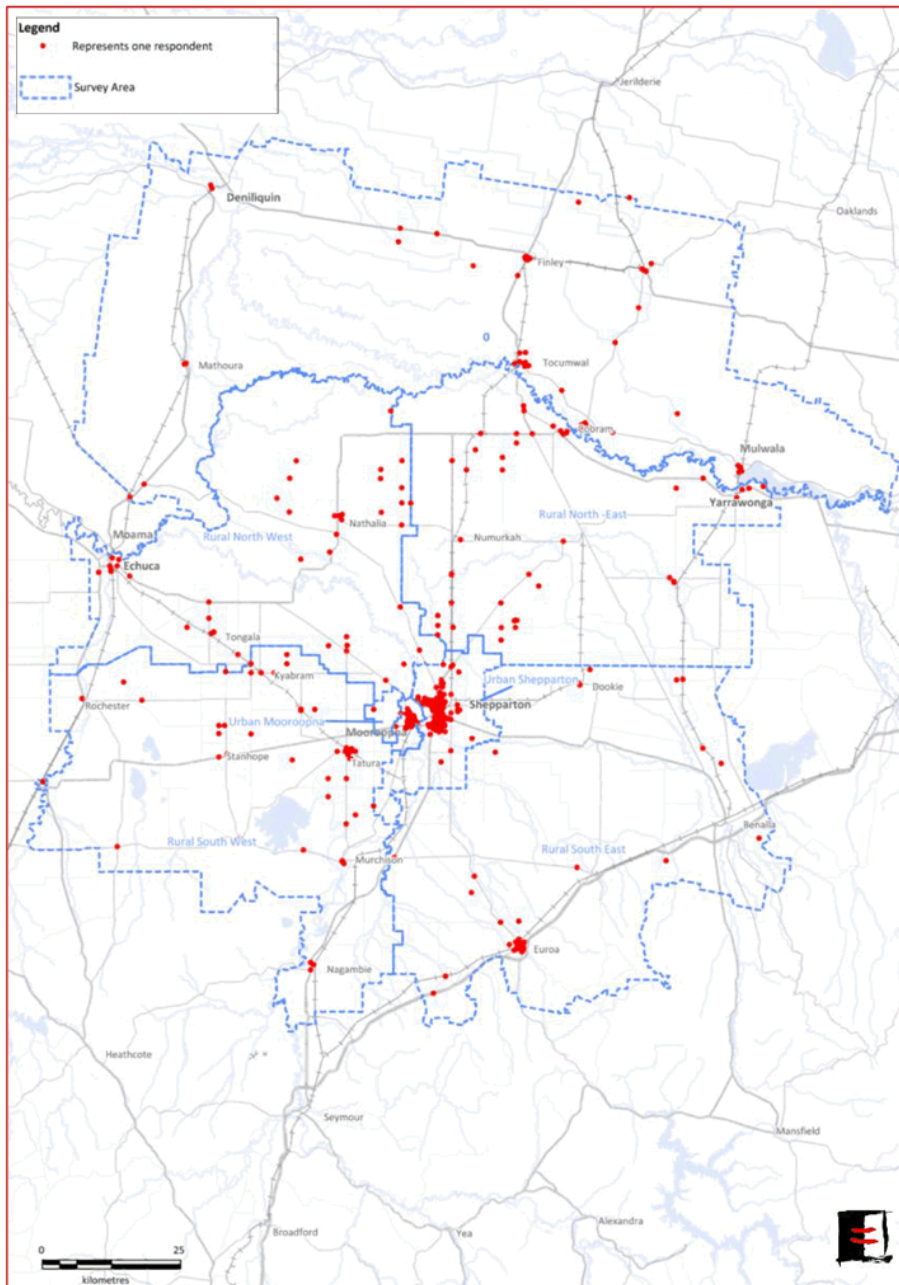 Legend
Represents one respondent
Survey Area
Jerilderie
Deniliquin
Oaklands
Finley
0
Mathoura
Tocumwal
Mulwala
Yarrawonga
Rural North -East
Nathalia
Rural North West
Numurkah
Moama
Echuca
Tongala
Kyabram
Urban Shepparton
Dookie
Rochester
Shepparton
Urban Mooroopna
Mooroopna
Stanhope
Tatura
Benalla
Rural South West
Rural South East
Murchison
Euroa
Nagambie
Heathcote
Seymour
Mansfield
Alexandra
Broadford
Yea
0 25
kilometres